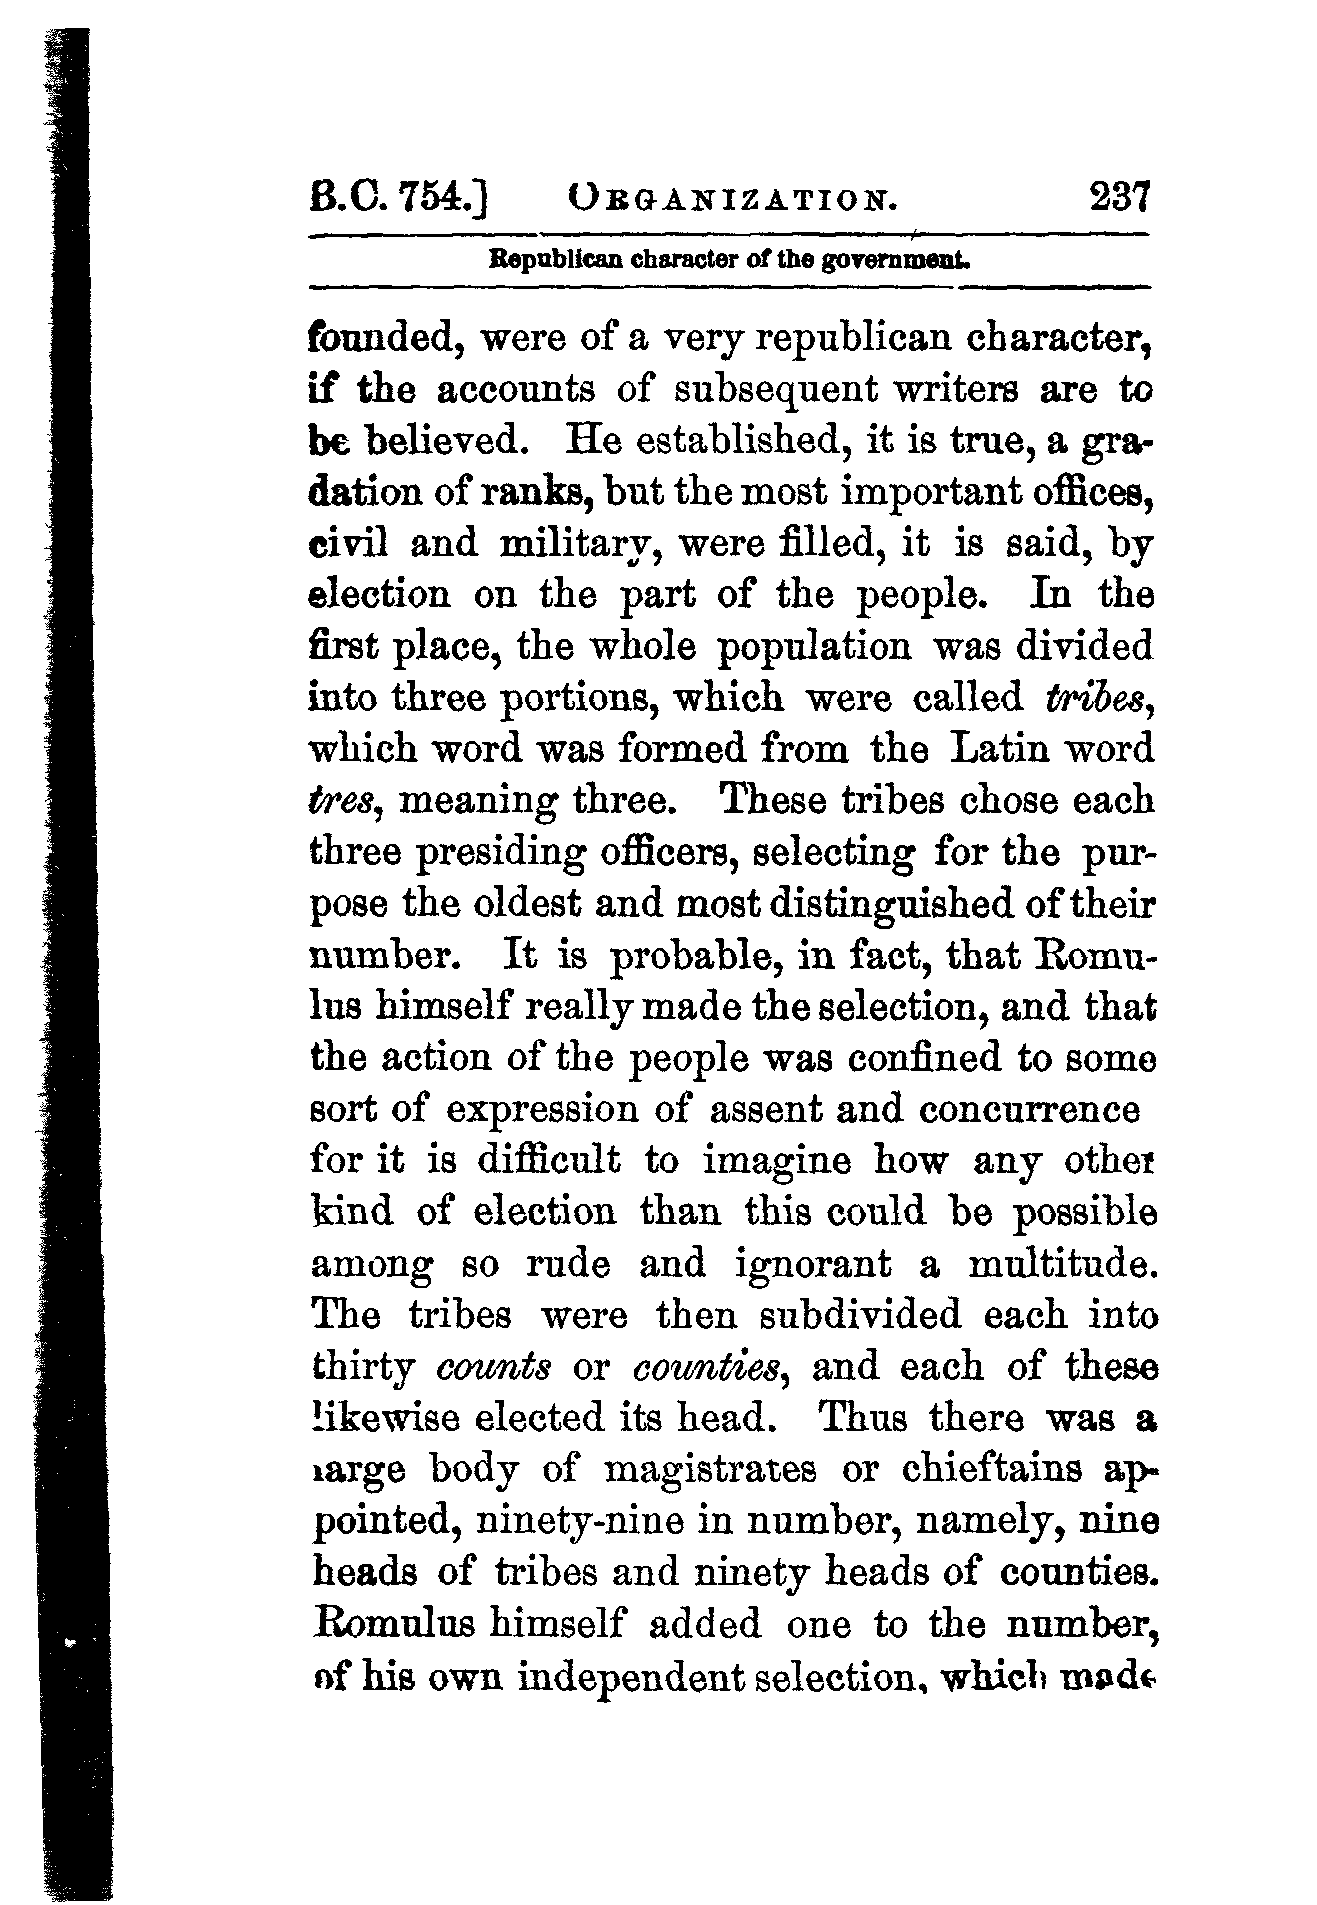 B.C. 754.] ORGANIZATION. 237
Republican character of the government.
founded, were of a very republican character,
if the accounts of subsequent writers are to
be believed. He established, it is true, a gra-
dation of ranks, but the most important offices,
civil and military, were filled, it is said, by
election on the part of the people. In the
first place, the whole population was divided
into three portions, which were called tribes,
which word was formed from the Latin word
tres, meaning three. These tribes chose each
three presiding officers, selecting for the pur-
pose the oldest and most distinguished of their
number. It is probable, in fact, that Romu-
lus himself really made the selection, and that
the action of the people was confined to some
sort of expression of assent and concurrence
for it is difficult to imagine how any other
kind of election than this could be possible
among so rude and ignorant a multitude.
The tribes were then subdivided each into
thirty counts or counties, and each of these
likewise elected its head. Thus there was a
large body of magistrates or chieftains ap-
pointed, ninety-nine in number, namely, nine
heads of tribes and ninety heads of counties.
Romulus himself added one to the number,
of his own independent selection, which made